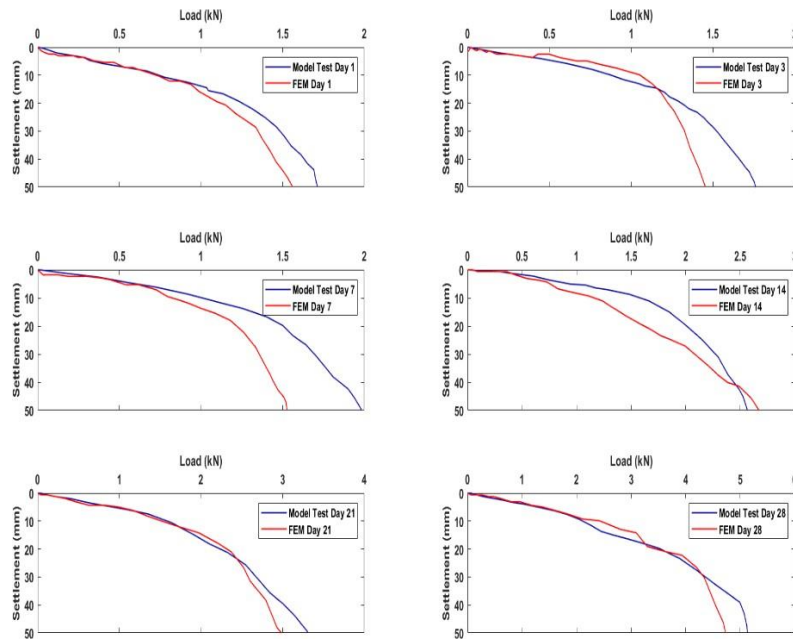 Load (kN)
0 0.5 1 1.5 2
0
10
20
30
40
50
Settlement (mm)
Model Test Day 1
FEM Day 1
Load (kN)
0 0.5 1 1.5 2
0
10
20
30
40
50
Settlement (mm)
Model Test Day 3
FEM Day 3
Load (kN)
0 0.5 1 1.5 2
0
10
20
30
40
50
Settlement (mm)
Model Test Day 7
FEM Day 7
Load (kN)
0 0.5 1 1.5 2 2.5 3
0
10
20
30
40
50
Settlement (mm)
Model Test Day 14
FEM Day 14
Load (kN)
0 1 2 3 4
0
10
20
30
40
50
Settlement (mm)
Model Test Day 21
FEM Day 21
Load (kN)
0 1 2 3 4 5 6
0
10
20
30
40
50
Settlement (mm)
Model Test Day 28
FEM Day 28